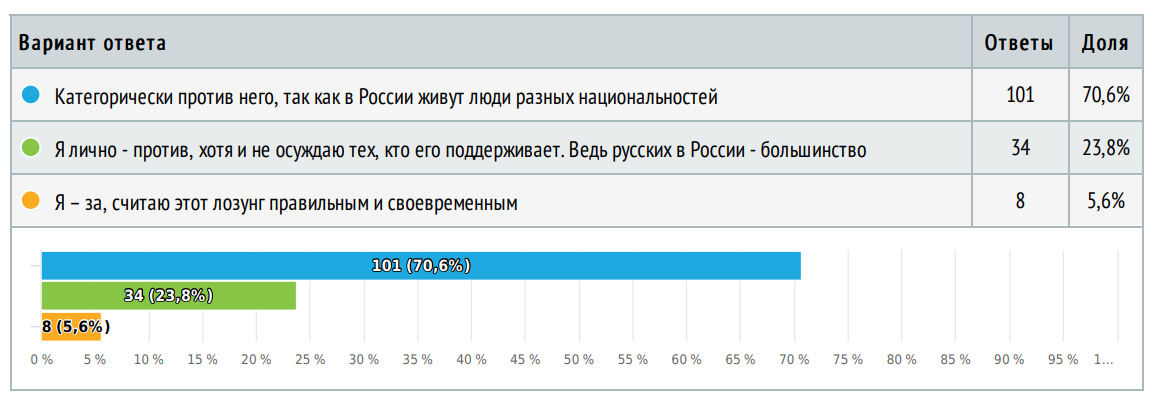 Вариант ответа Ответы Доля
Категорически против него, так как в России живут люди разных национальностей 101 70,6%
Я лично - против, хотя и не осуждаю тех, кто его поддерживает. Ведь русских в России - большинство 34 23,8%
Я – за, считаю этот лозунг правильным и своевременным 8 5,6%
101 (70,6%)
34 (23,8%)
8 (5,6%)
0 % 5 % 10 % 15 % 20 % 25 % 30 % 35 % 40 % 45 % 50 % 55 % 60 % 65 % 70 % 75 % 80 % 85 % 90 % 95 % 1...